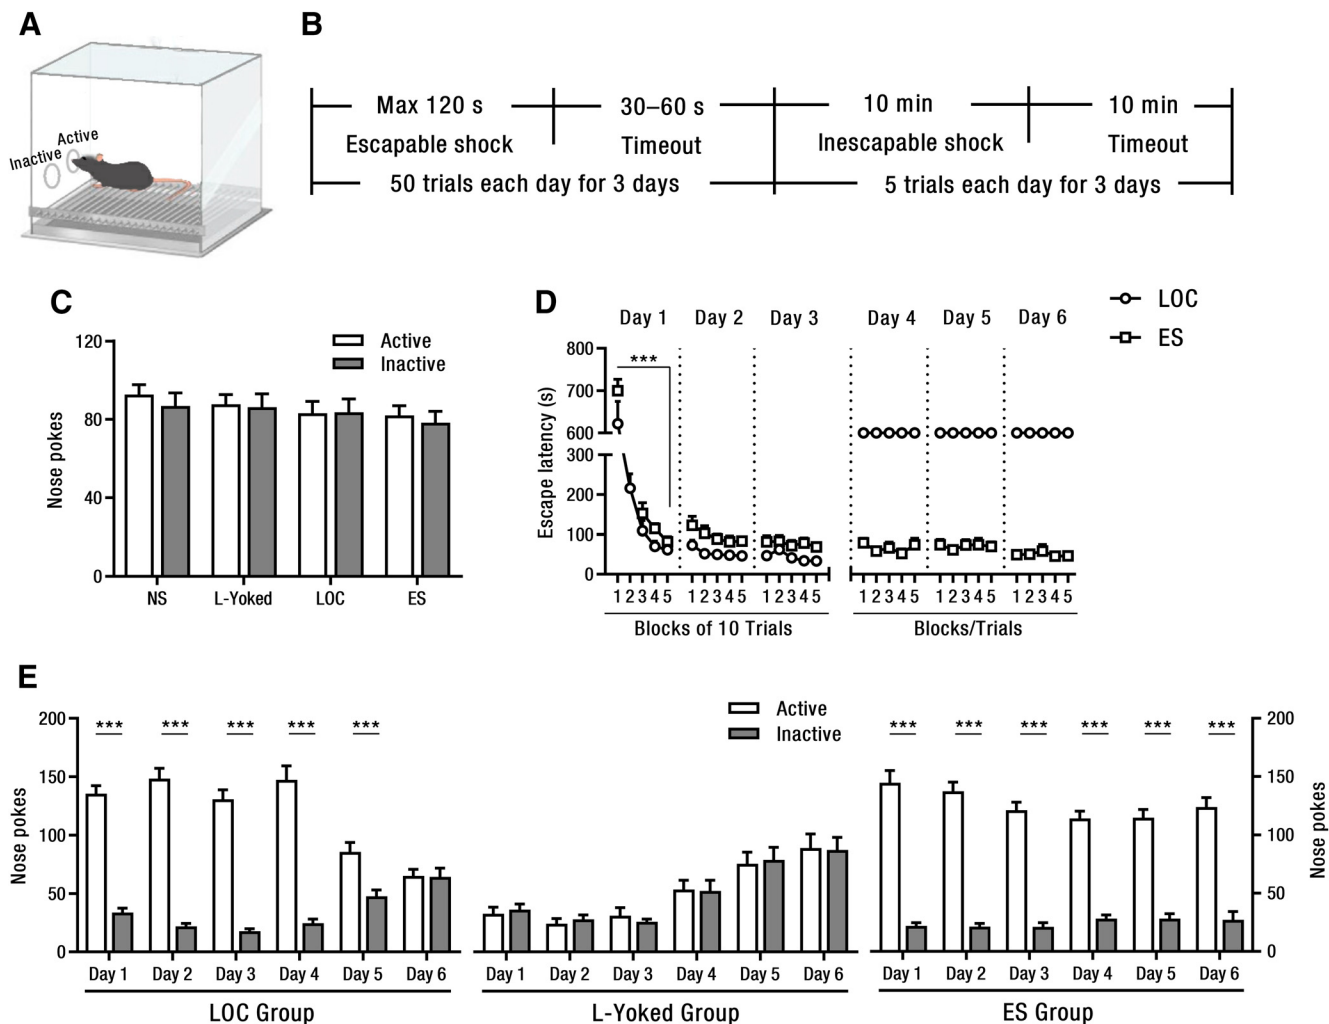 A
Inactive
Active
B
Max 120 s
30–60 s
10 min
10 min
Escapable shock
Timeout
Inescapable shock
Timeout
50 trials each day for 3 days
5 trials each day for 3 days
C
Active
Inactive
Nose pokes
120
80
40
0
NS L-Yoked LOC ES
D
LOC
ES
Day 1 Day 2 Day 3 Day 4 Day 5 Day 6
***
Escape latency (s)
800
700
600
300
200
100
0
1 2 3 4 5 1 2 3 4 5 1 2 3 4 5 1 2 3 4 5 1 2 3 4 5 1 2 3 4 5
Blocks of 10 Trials
Blocks/Trials
E
Active
Inactive
Nose pokes
200
150
100
50
0
*** *** *** *** ***
Day 1 Day 2 Day 3 Day 4 Day 5 Day 6
LOC Group
Day 1 Day 2 Day 3 Day 4 Day 5 Day 6
L-Yoked Group
*** *** *** *** *** ***
Day 1 Day 2 Day 3 Day 4 Day 5 Day 6
ES Group
200
150
100
50
0
Nose pokes